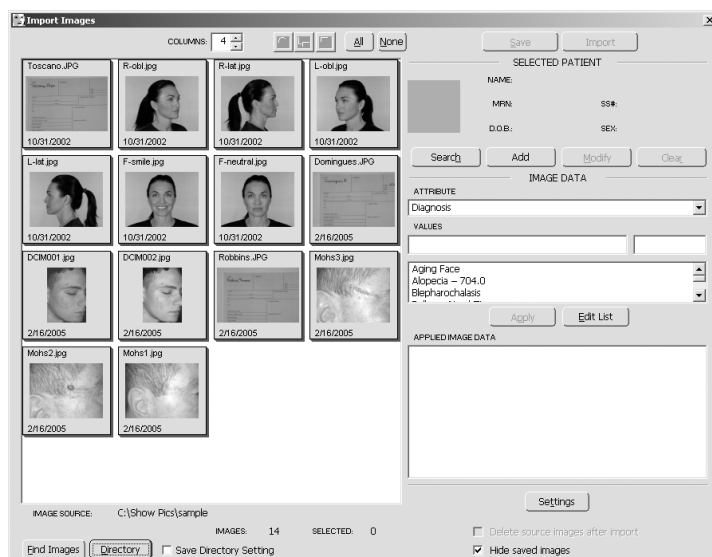 Import Images
COLUMNS: 4 All None Save Import
SELECTED PATIENT
NAME:
MRN: SS#:
D.O.B.: SEX:
Search Add Modify Clear
IMAGE DATA
ATTRIBUTE
Diagnosis
VALUES
Aging Face
Alopecia – 704.0
Blepharochalasis
Apply Edit List
APPLIED IMAGE DATA
Settings
Delete source images after import
Hide saved images
Toscano.JPG R-obl.jpg R-lat.jpg L-obl.jpg
10/31/2002 10/31/2002 10/31/2002 10/31/2002
L-lat.jpg F-smile.jpg F-neutral.jpg Domingues.JPG
10/31/2002 10/31/2002 10/31/2002 2/16/2005
DCIM001.jpg DCIM002.jpg Robbins.JPG Mohs3.jpg
2/16/2005 2/16/2005 2/16/2005 2/16/2005
Mohs2.jpg Mohs1.jpg
2/16/2005 2/16/2005
IMAGE SOURCE: C:\Show Pics\sample
IMAGES: 14 SELECTED: 0
Find Images Directory Save Directory Setting